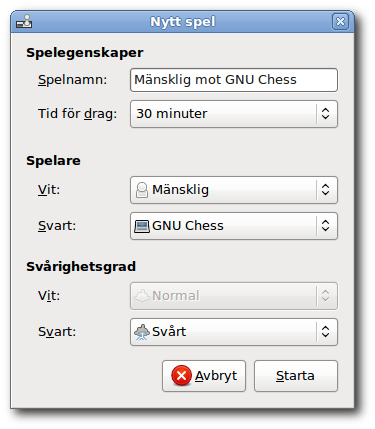 Nytt spel
Spelegenskaper
Spelnamn: Mänsklig mot GNU Chess
Tid för drag: 30 minuter
Spelare
Vit: Mänsklig
Svart: GNU Chess
Svårighetsgrad
Vit: Normal
Svart: Svårt
Avbryt Starta